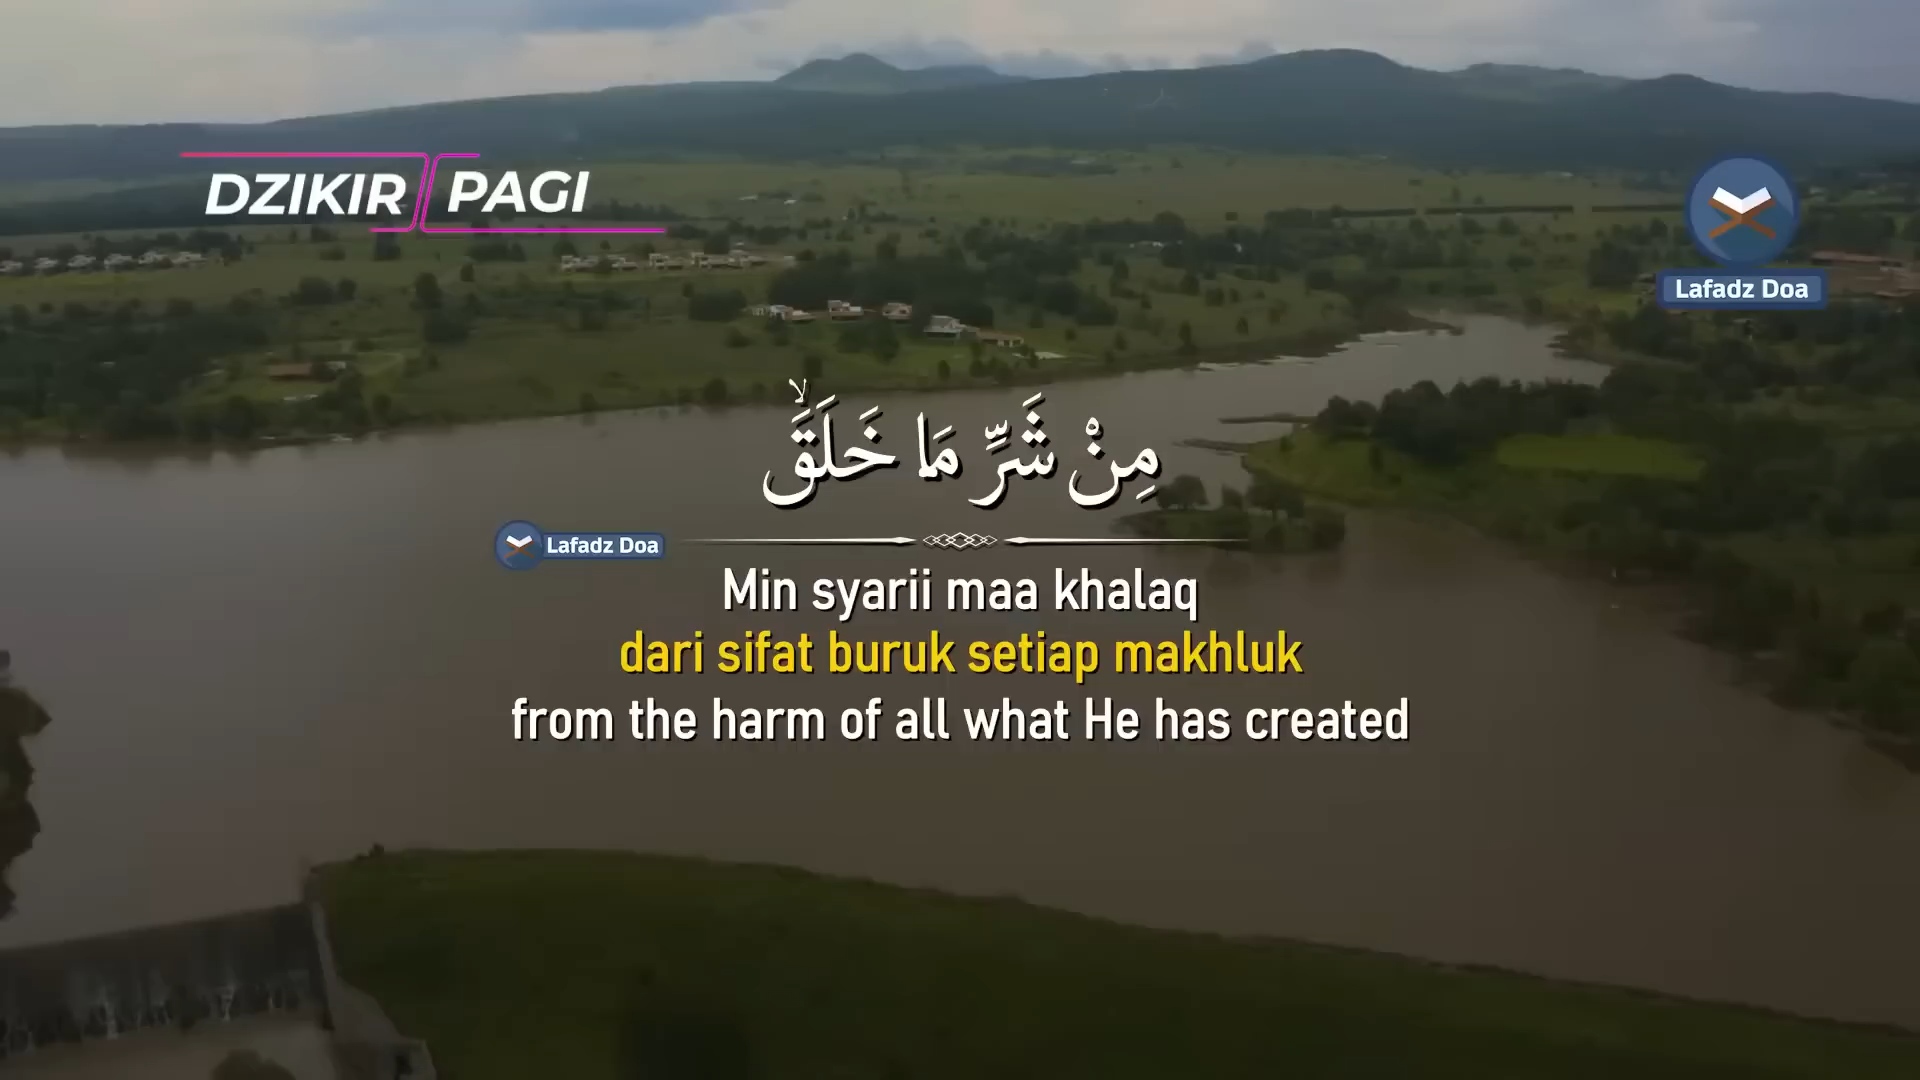 DZIKIR PAGI
Lafadz Doa
مِنْ شَرِّ مَا خَلَقَۙ
Lafadz Doa
Min syarii maa khalaq
dari sifat buruk setiap makhluk
from the harm of all what He has created